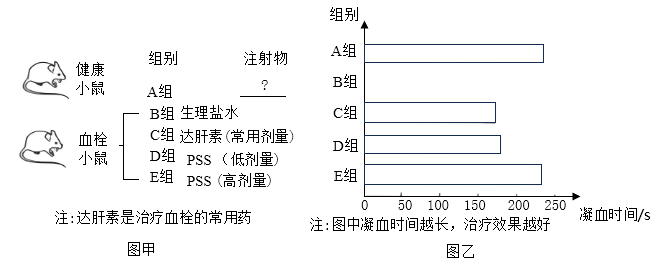 组别 注射物
健康小鼠
A组 ?
血栓小鼠
B组 生理盐水
C组 达肝素(常用剂量)
D组 PSS(低剂量)
E组 PSS(高剂量)
注:达肝素是治疗血栓的常用药
图甲
组别
A组
B组
C组
D组
E组
0 50 100 150 200 250
凝血时间/s
注:图中凝血时间越长,治疗效果越好
图乙